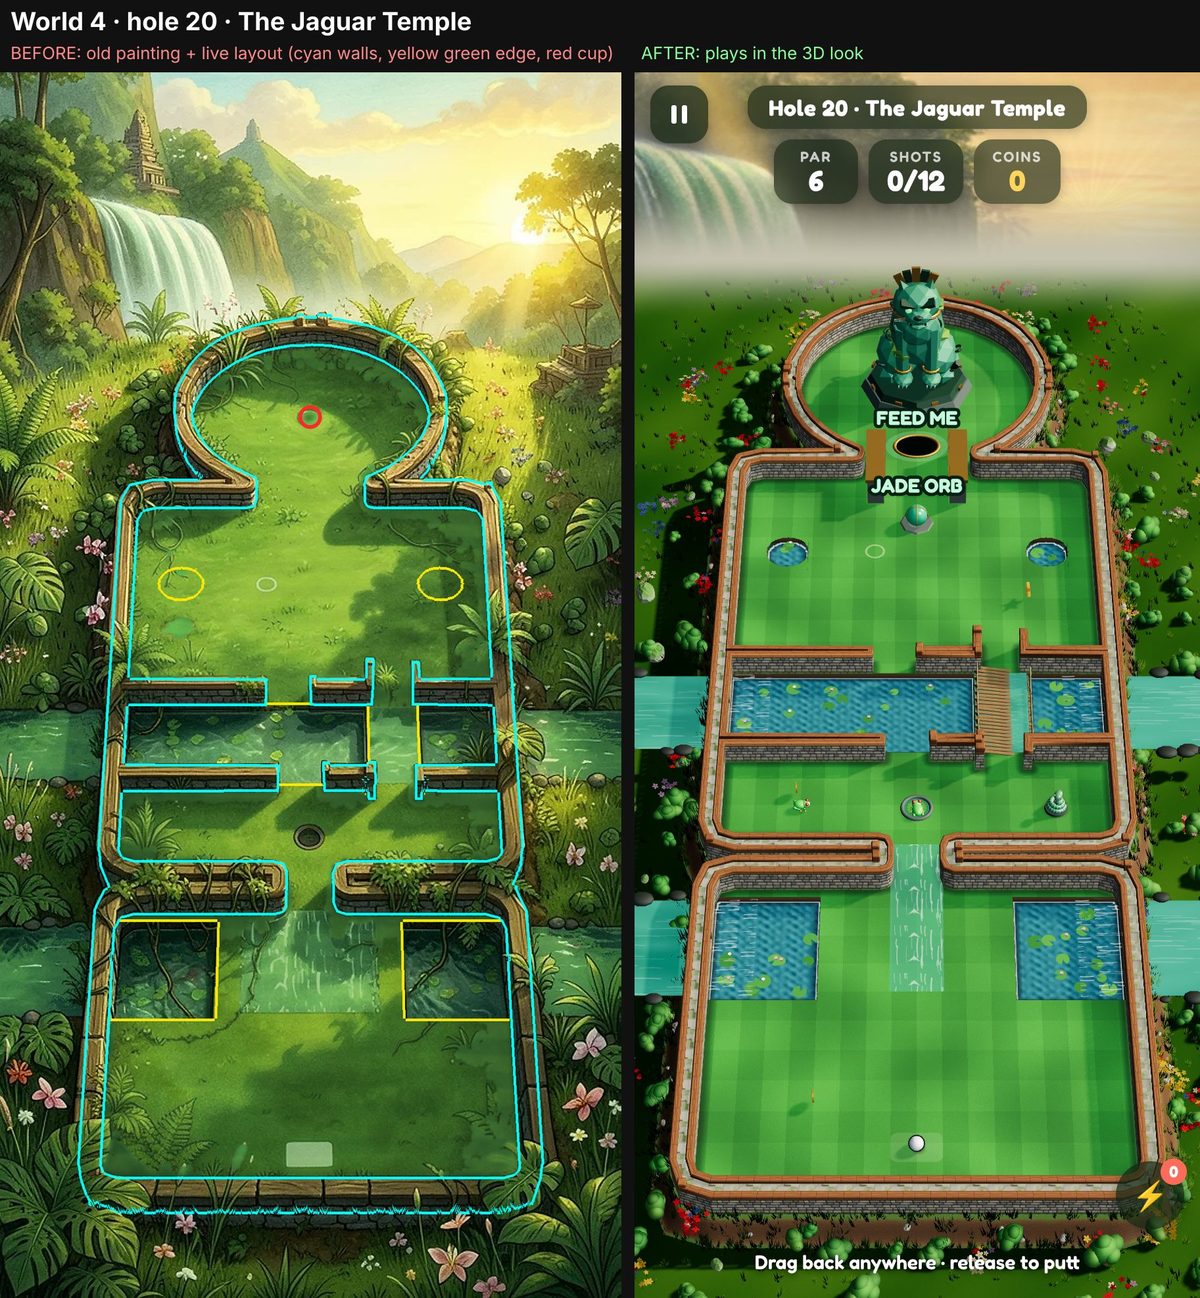 World 4 · hole 20 · The Jaguar Temple
BEFORE: old painting + live layout (cyan walls, yellow green edge, red cup)
AFTER: plays in the 3D look
Hole 20 · The Jaguar Temple
PAR
SHOTS
COINS
6
0/12
0
FEED ME
JADE ORB
0
Drag back anywhere · release to putt